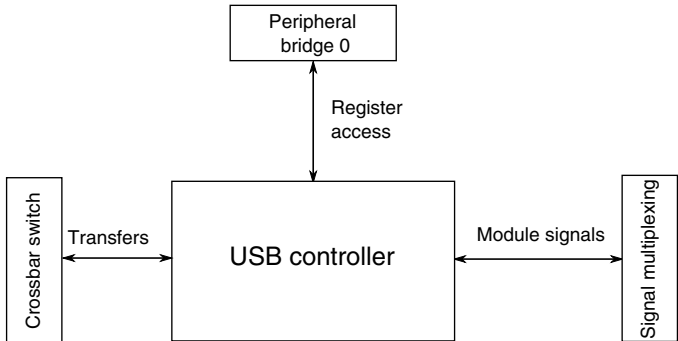 Peripheral
bridge 0
Register
access
Crossbar switch
Transfers
USB controller
Module signals
Signal multiplexing